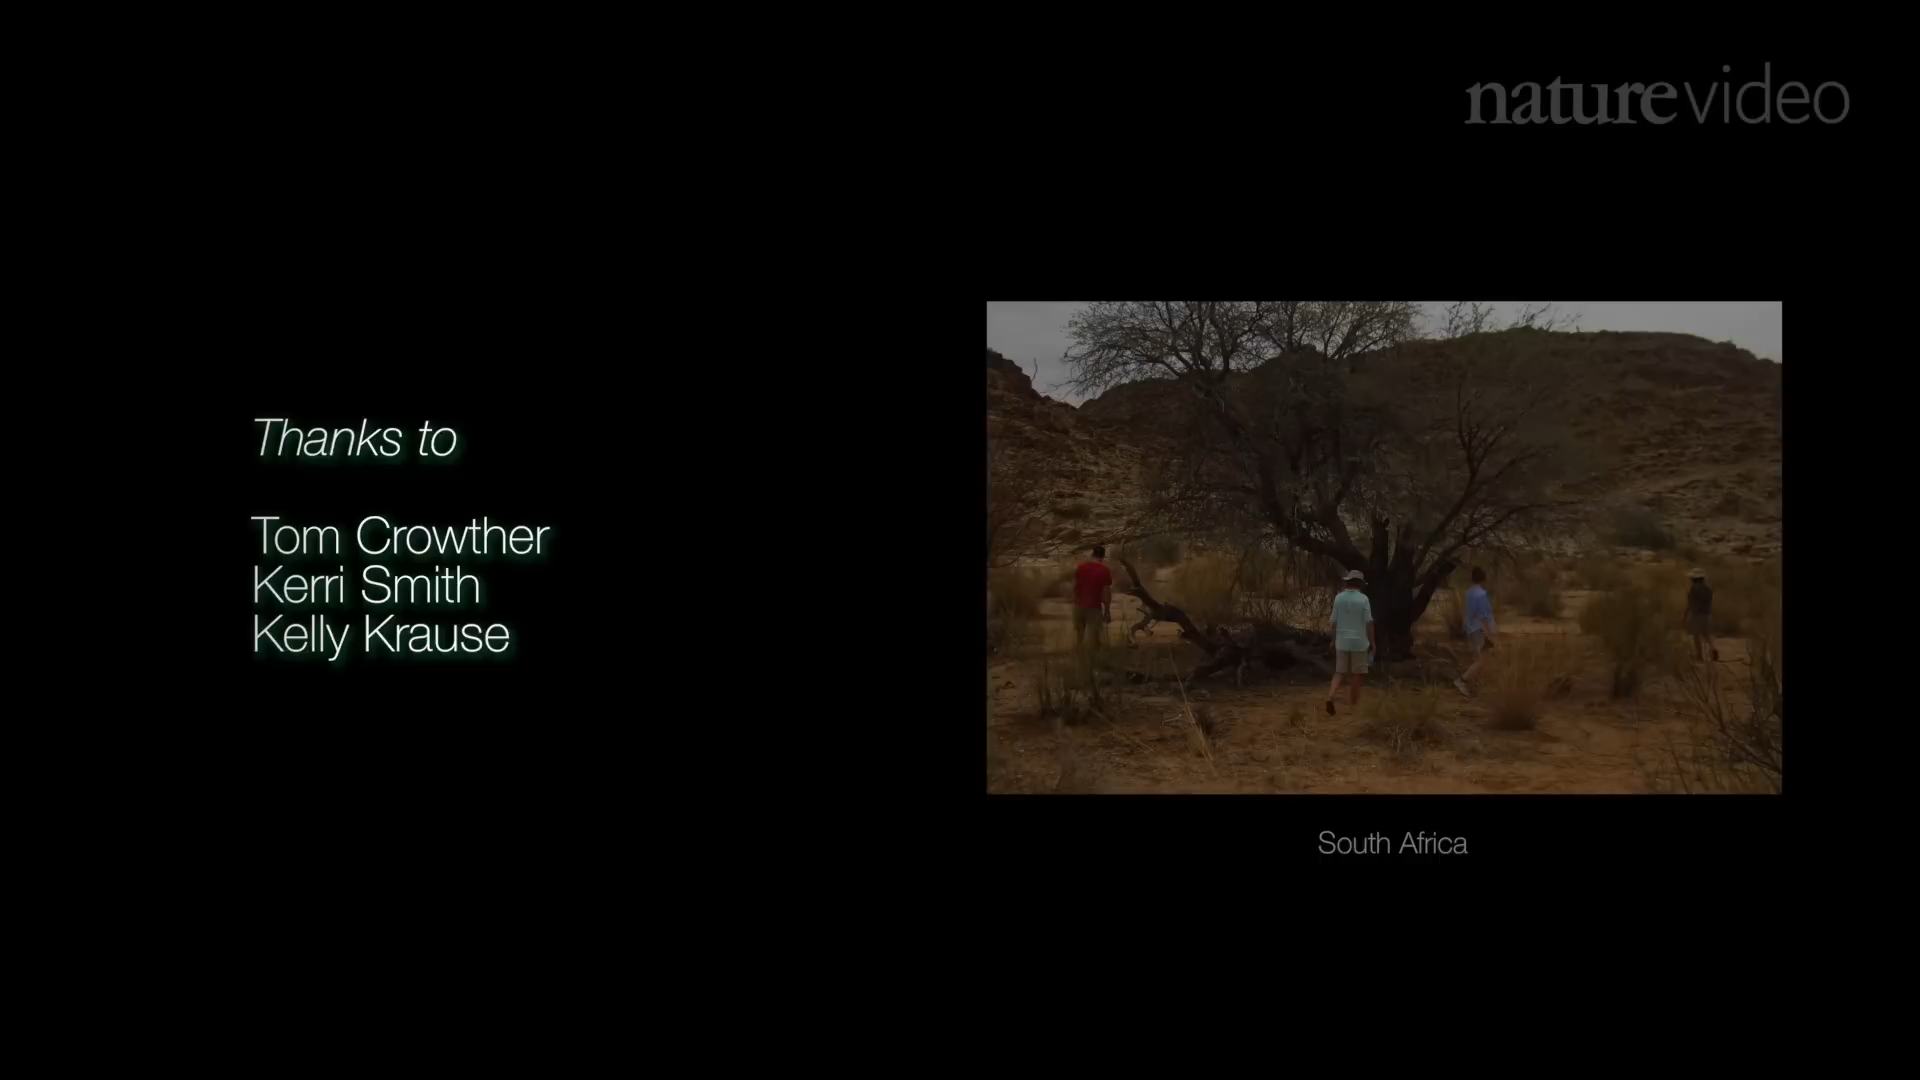 naturevideo
Thanks to
Tom Crowther
Kerri Smith
Kelly Krause
South Africa